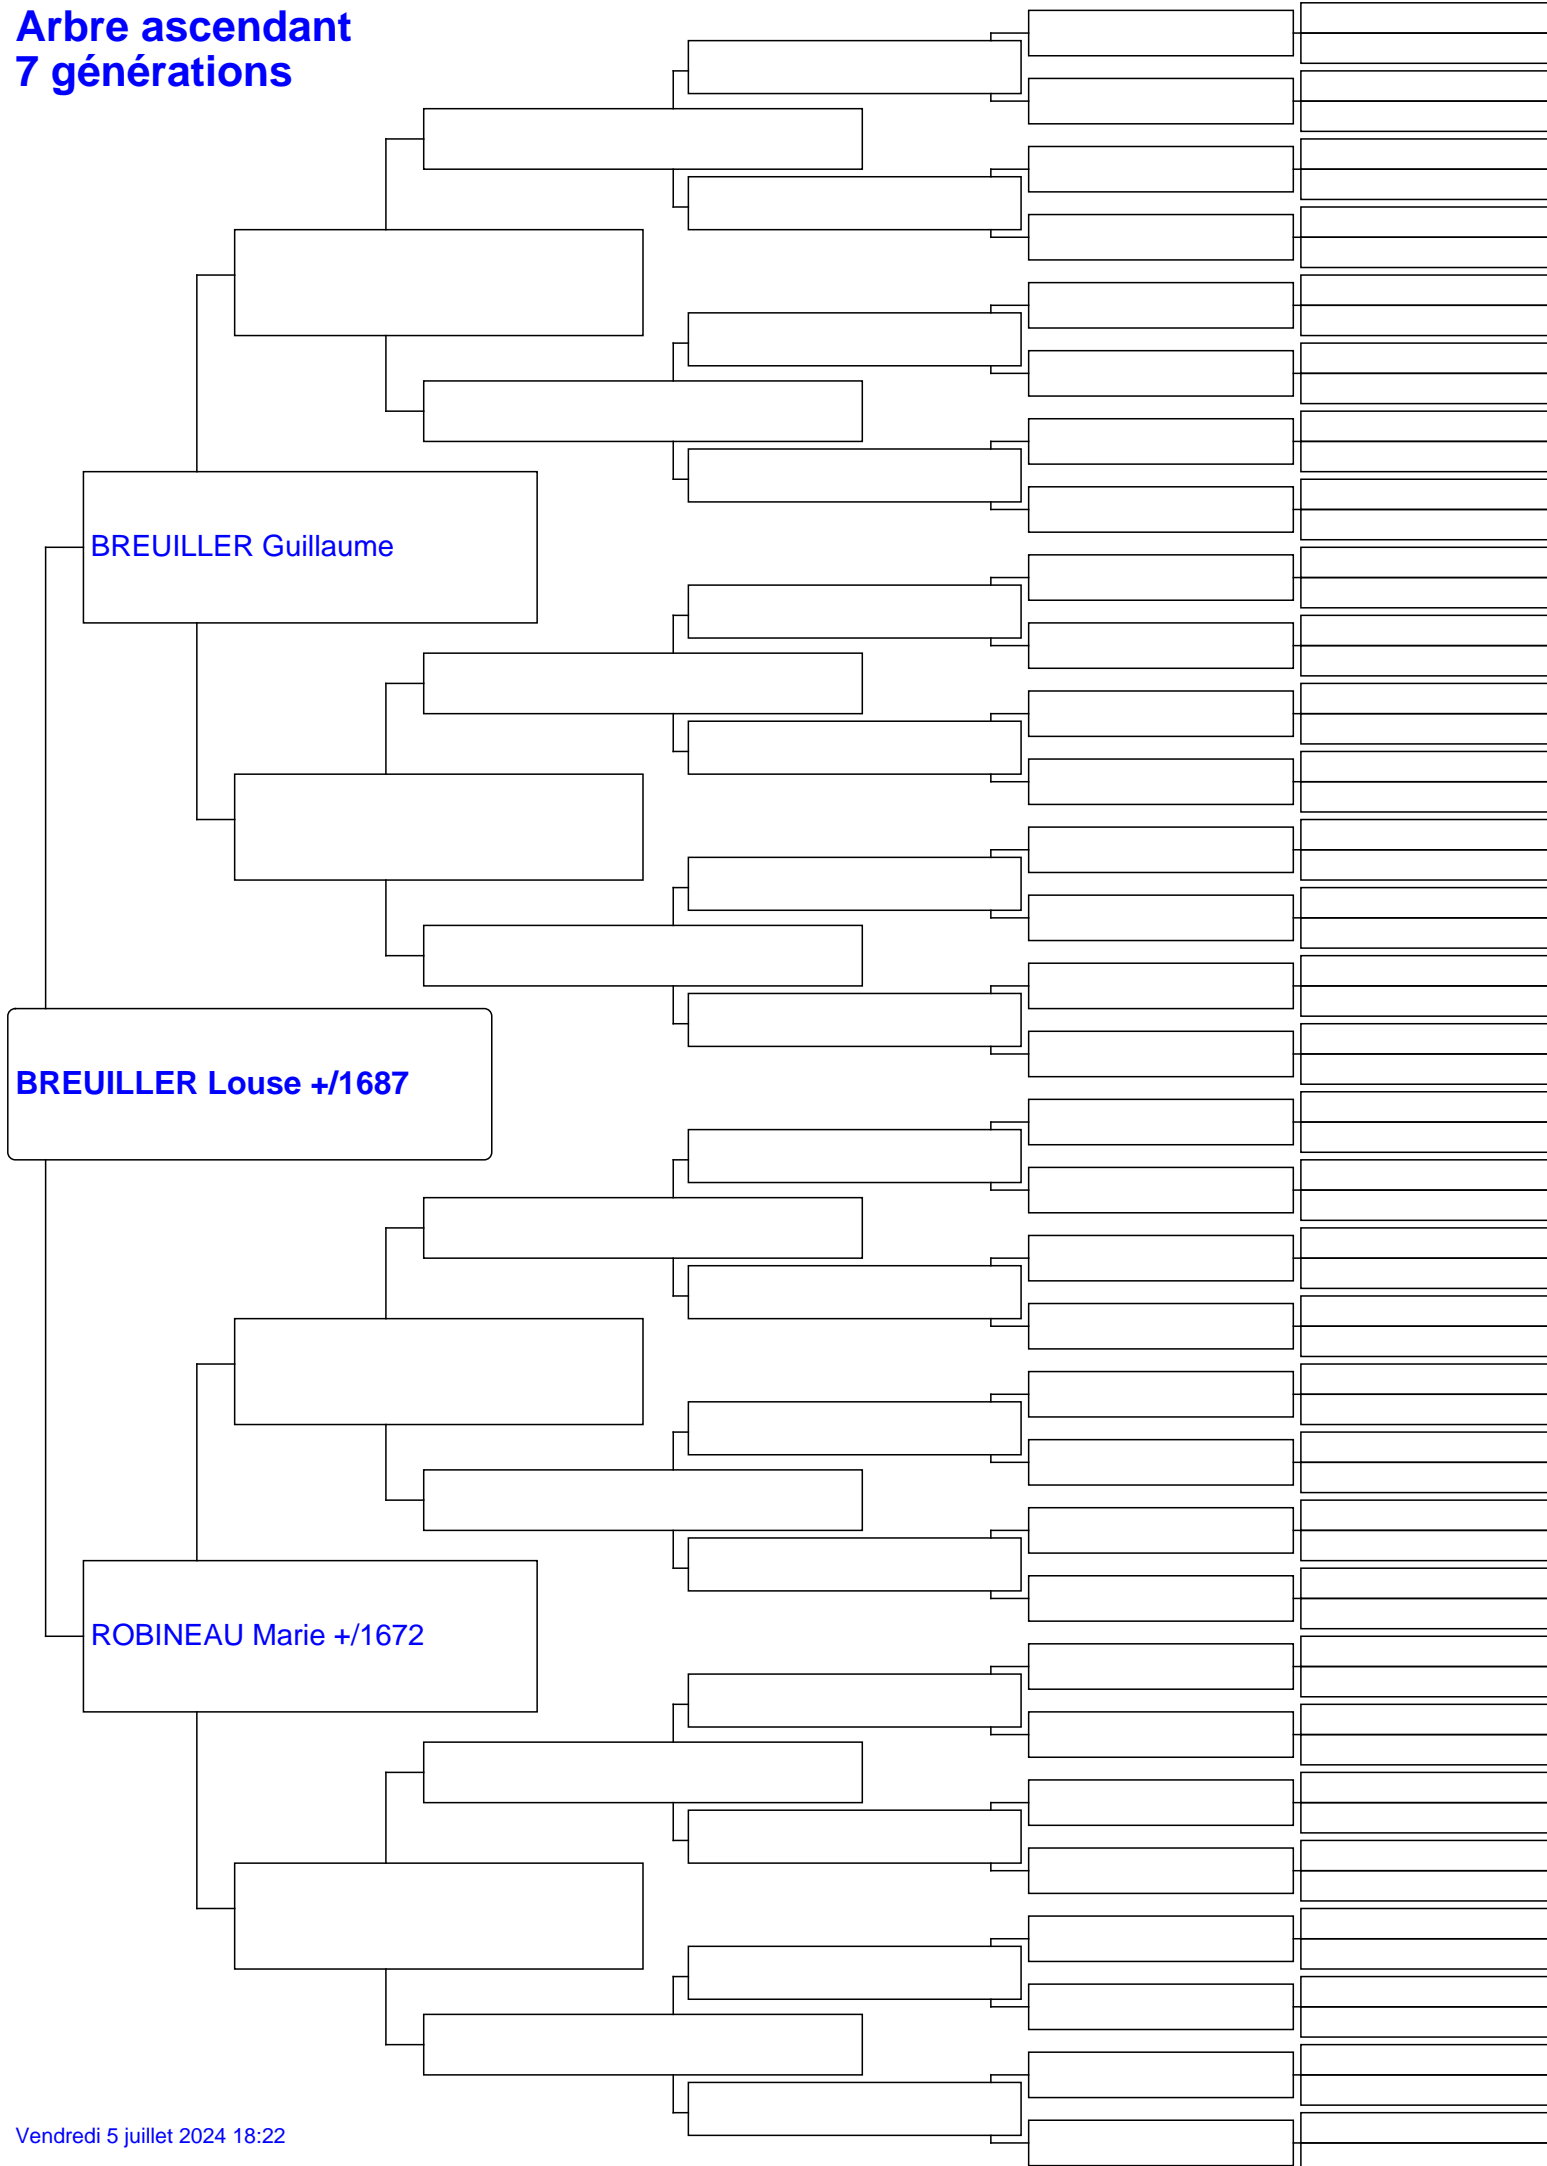 Arbre ascendant
7 générations
BREUILLER Guillaume
BREUILLER Louse +/1687
ROBINEAU Marie +/1672
Vendredi 5 juillet 2024 18:22